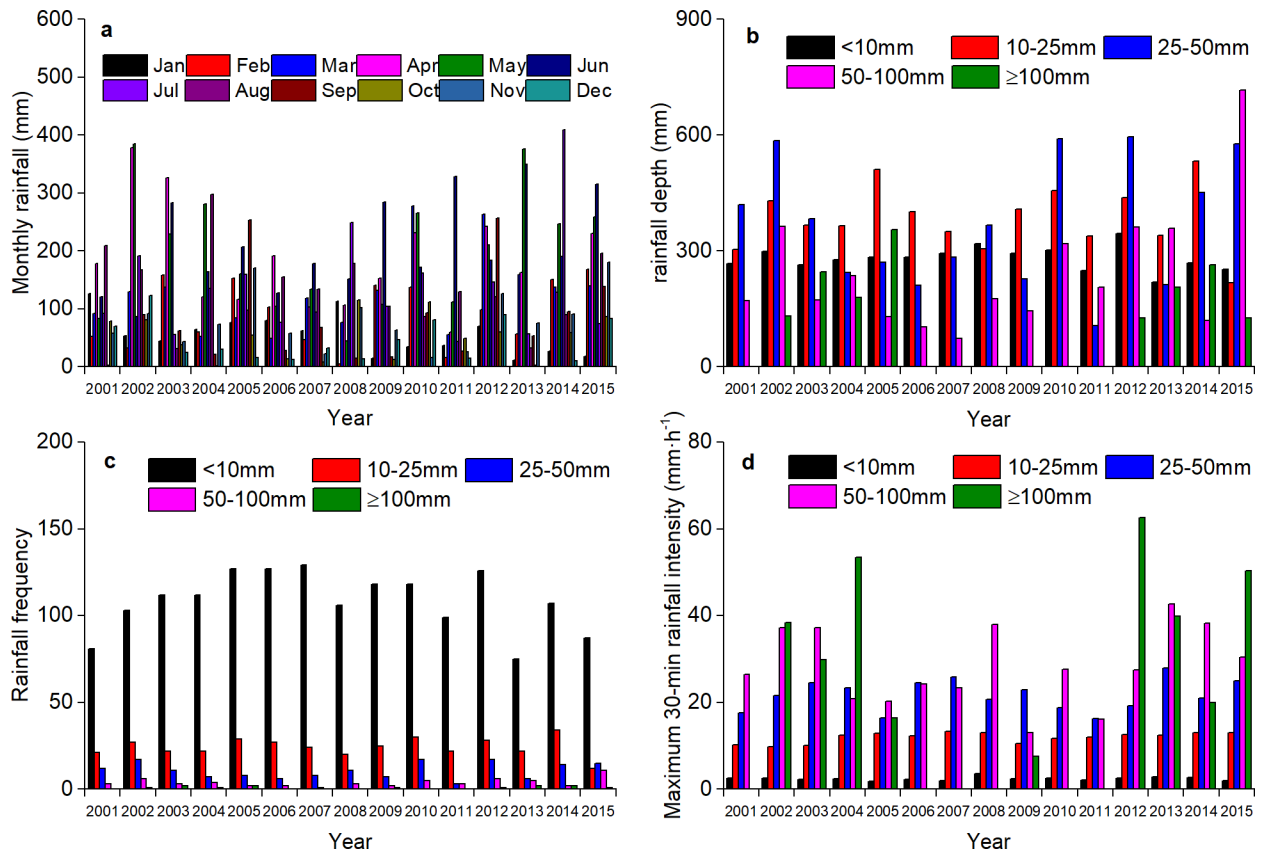 a
Monthly rainfall (mm)
600
500
400
300
200
100
0
Jan Feb Mar Apr May Jun
Jul Aug Sep Oct Nov Dec
2001 2002 2003 2004 2005 2006 2007 2008 2009 2010 2011 2012 2013 2014 2015
Year
b
rainfall depth (mm)
900
600
300
0
<10mm 10-25mm 25-50mm
50-100mm ≥100mm
2001 2002 2003 2004 2005 2006 2007 2008 2009 2010 2011 2012 2013 2014 2015
Year
c
Rainfall frequency
200
150
100
50
0
<10mm 10-25mm 25-50mm
50-100mm ≥100mm
2001 2002 2003 2004 2005 2006 2007 2008 2009 2010 2011 2012 2013 2014 2015
Year
d
Maximum 30-min rainfall intensity (mm·h⁻¹)
80
60
40
20
0
<10mm 10-25mm 25-50mm
50-100mm ≥100mm
2001 2002 2003 2004 2005 2006 2007 2008 2009 2010 2011 2012 2013 2014 2015
Year